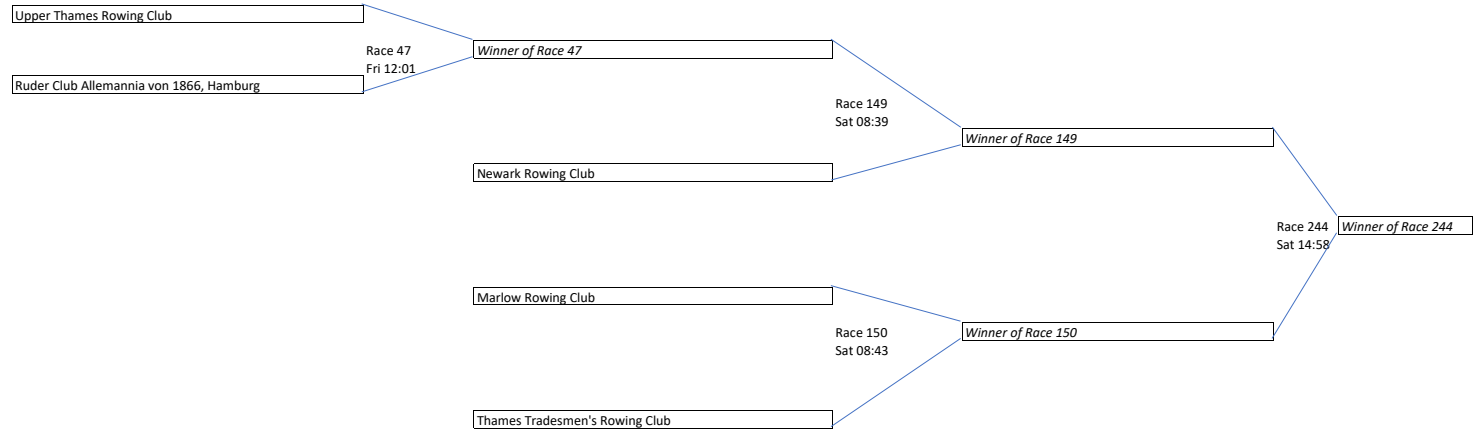 Upper Thames Rowing Club
Race 47
Fri 12:01
Winner of Race 47
Ruder Club Allemannia von 1866, Hamburg
Race 149
Sat 08:39
Winner of Race 149
Newark Rowing Club
Race 244
Sat 14:58
Winner of Race 244
Marlow Rowing Club
Race 150
Sat 08:43
Winner of Race 150
Thames Tradesmen's Rowing Club